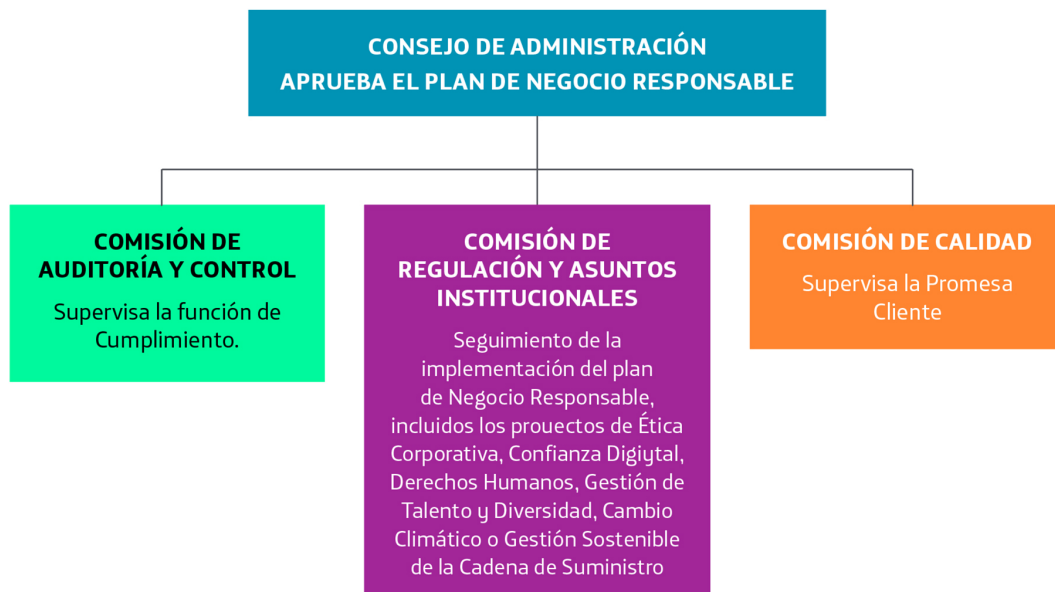 CONSEJO DE ADMINISTRACIÓN
APRUEBA EL PLAN DE NEGOCIO RESPONSABLE
COMISIÓN DE
AUDITORÍA Y CONTROL
Supervisa la función de
Cumplimiento.
COMISIÓN DE
REGULACIÓN Y ASUNTOS
INSTITUCIONALES
Seguimiento de la
implementación del plan
de Negocio Responsable,
incluidos los prouectos de Ética
Corporativa, Confianza Digiytal,
Derechos Humanos, Gestión de
Talento y Diversidad, Cambio
Climático o Gestión Sostenible
de la Cadena de Suministro
COMISIÓN DE CALIDAD
Supervisa la Promesa
Cliente